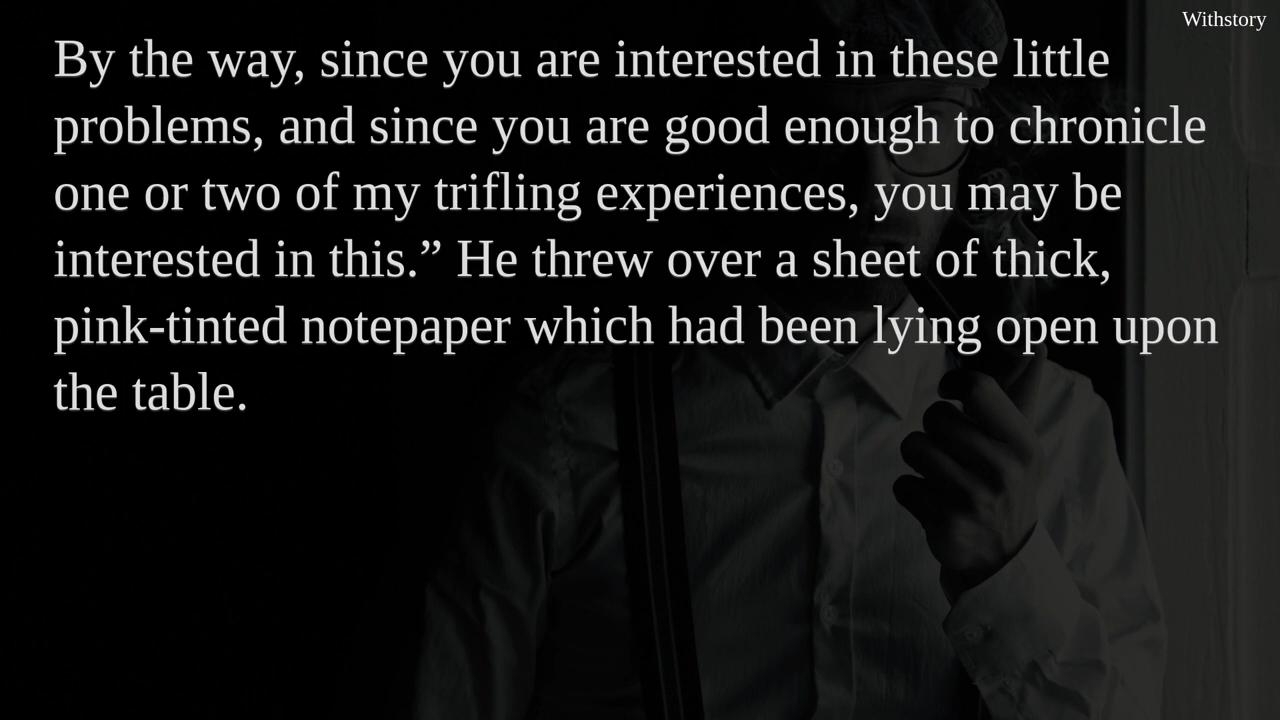 Withstory
By the way, since you are interested in these little
problems, and since you are good enough to chronicle
one or two of my trifling experiences, you may be
interested in this.” He threw over a sheet of thick,
pink-tinted notepaper which had been lying open upon
the table.